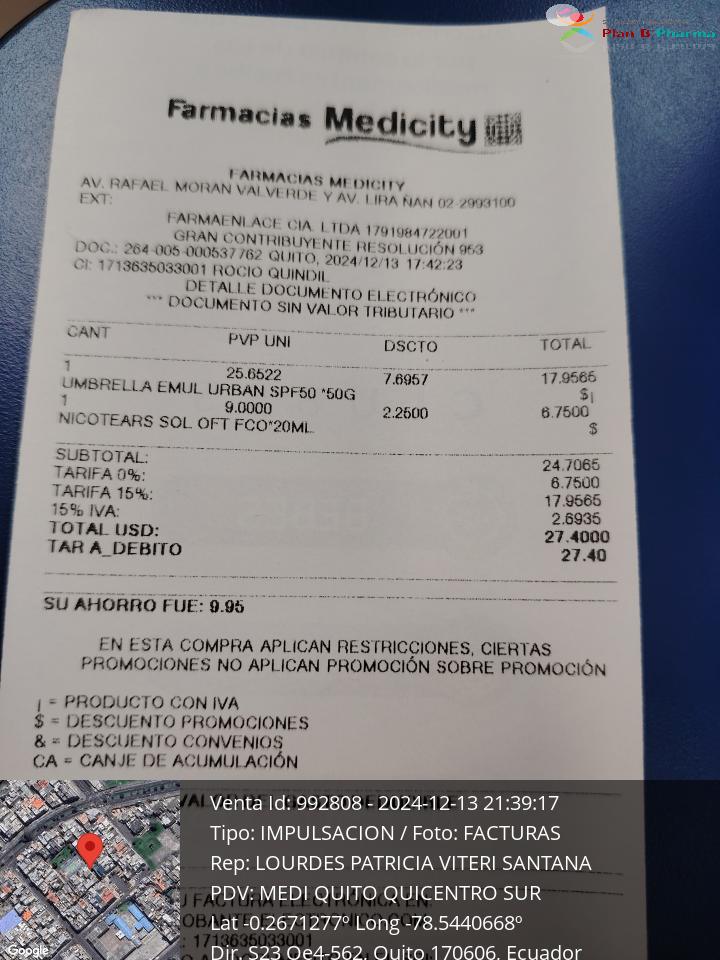 Plan B Pharma
Farmacias Medicity
FARMACIAS MEDICITY
AV. RAFAEL MORAN VALVERDE Y AV. LIRA ÑAN 02-2993100
EXT:
FARMAENLACE CIA. LTDA 1791984722001
GRAN CONTRIBUYENTE RESOLUCIÓN 953
DOC.: 264-005-000537762 QUITO, 2024/12/13 17:42:23
CI: 1713635033001 ROCIO QUINDIL
DETALLE DOCUMENTO ELECTRÓNICO
*** DOCUMENTO SIN VALOR TRIBUTARIO ***
CANT PVP UNI DSCTO TOTAL
1 25.6522 7.6957 17.9565
UMBRELLA EMUL URBAN SPF50 *50G $¡
1 9.0000 2.2500 6.7500
NICOTEARS SOL OFT FCO*20ML $
SUBTOTAL: 24.7065
TARIFA 0%: 6.7500
TARIFA 15%: 17.9565
15% IVA: 2.6935
TOTAL USD: 27.4000
TAR A_DEBITO 27.40
SU AHORRO FUE: 9.95
EN ESTA COMPRA APLICAN RESTRICCIONES, CIERTAS
PROMOCIONES NO APLICAN PROMOCIÓN SOBRE PROMOCIÓN
¡ = PRODUCTO CON IVA
$ = DESCUENTO PROMOCIONES
& = DESCUENTO CONVENIOS
CA = CANJE DE ACUMULACIÓN
Venta Id: 992808 - 2024-12-13 21:39:17
Tipo: IMPULSACION / Foto: FACTURAS
Rep: LOURDES PATRICIA VITERI SANTANA
PDV: MEDI QUITO QUICENTRO SUR
FACTURA ELECTRÓNICA EN:
Lat -0.2671277º Long -78.5440668º
: 1713635033001
Dir. S23 Oe4-562, Quito 170606, Ecuador
Google